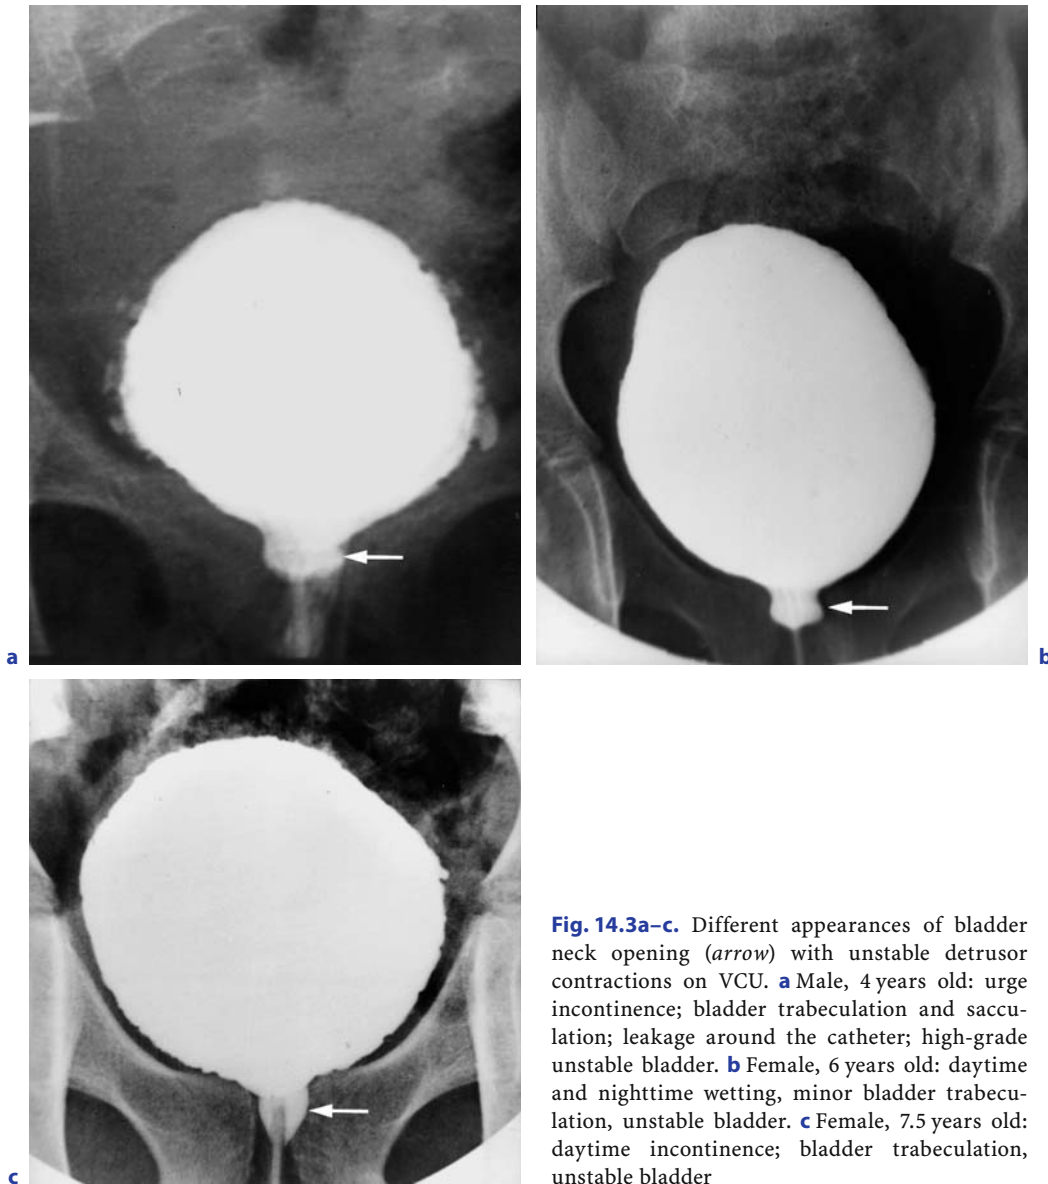 a
b
c
Fig. 14.3a–c. Different appearances of bladder
neck opening (arrow) with unstable detrusor
contractions on VCU. a Male, 4 years old: urge
incontinence; bladder trabeculation and saccu-
lation; leakage around the catheter; high-grade
unstable bladder. b Female, 6 years old: daytime
and nighttime wetting, minor bladder trabecu-
lation, unstable bladder. c Female, 7.5 years old:
daytime incontinence; bladder trabeculation,
unstable bladder